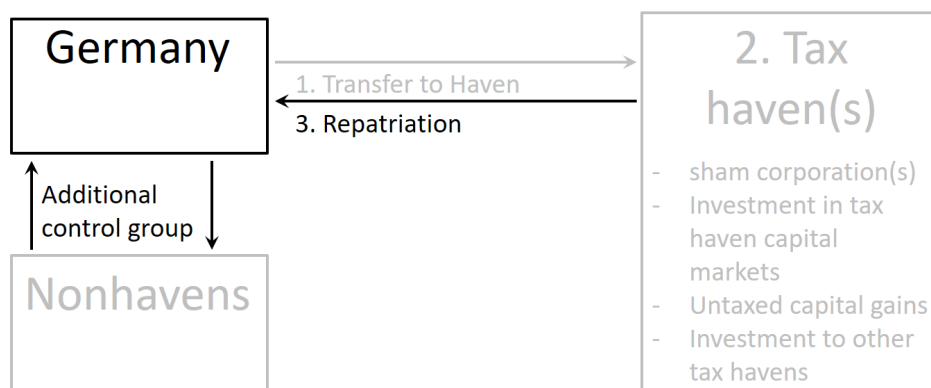 Germany
1. Transfer to Haven
3. Repatriation
2. Tax
haven(s)
- sham corporation(s)
- Investment in tax
haven capital
markets
- Untaxed capital gains
- Investment to other
tax havens
Additional
control group
Nonhavens